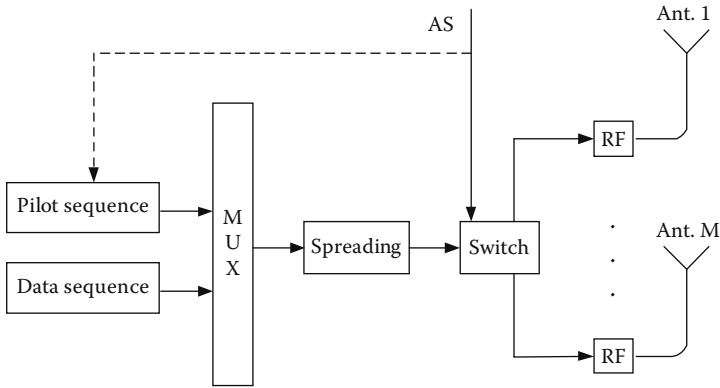 AS
Ant. 1
RF
Pilot sequence
M
U
X
Spreading
Switch
Data sequence
Ant. M
RF